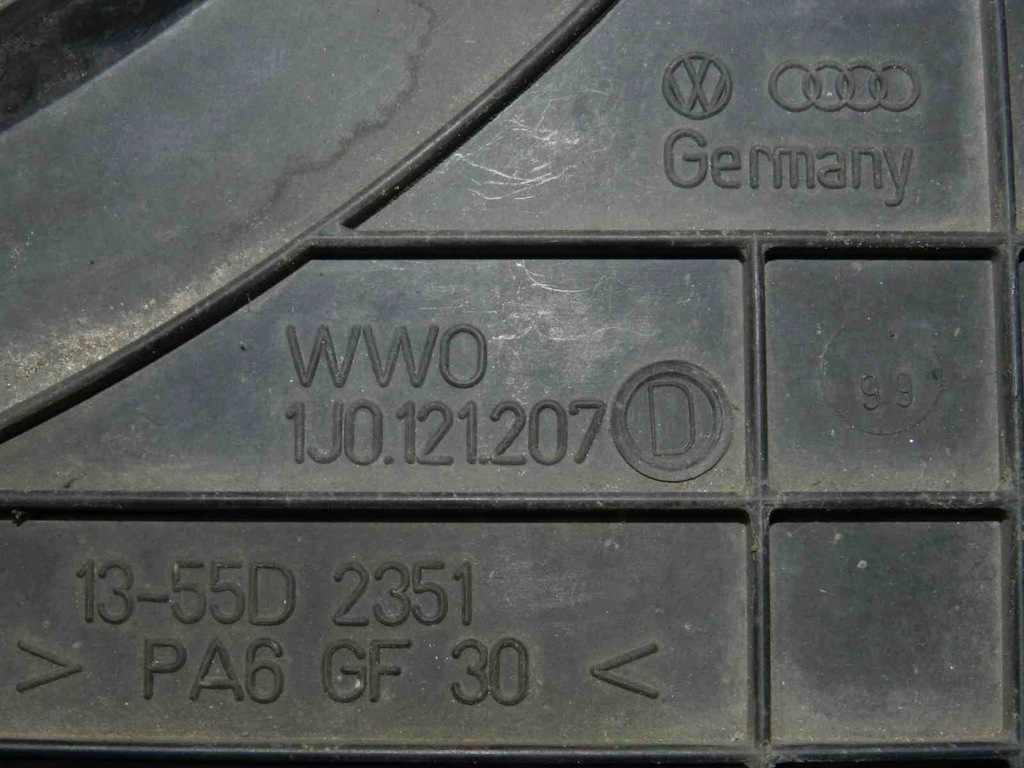 Germany
WWO
1J0.121.207 D
99
13-55D 2351
> PA6 GF 30 <